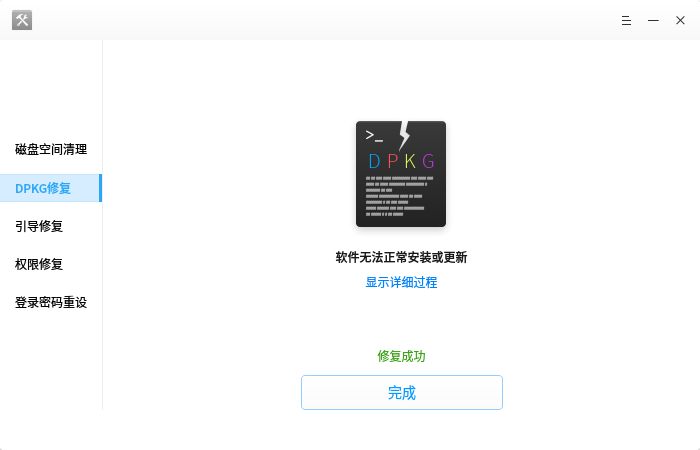 磁盘空间清理
DPKG修复
引导修复
权限修复
登录密码重设
>_
DPKG
软件无法正常安装或更新
显示详细过程
修复成功
完成